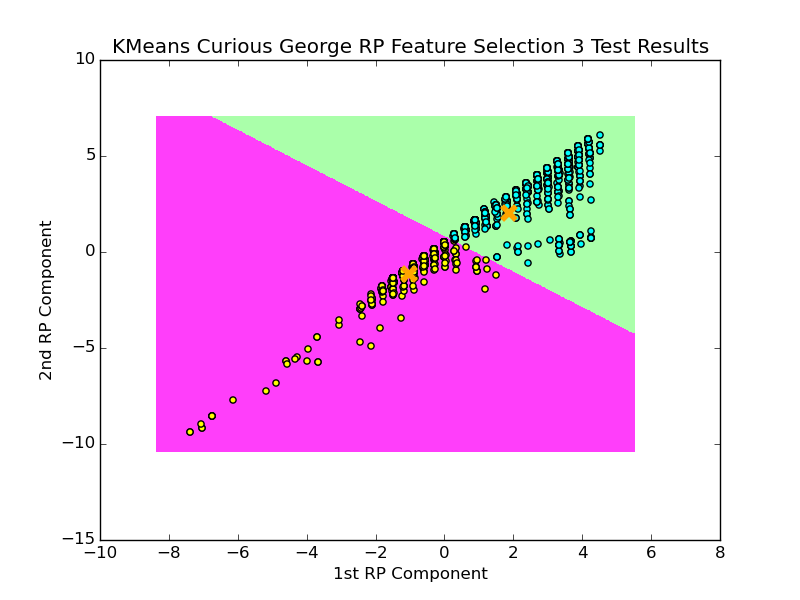 KMeans Curious George RP Feature Selection 3 Test Results
10
5
0
−5
−10
−15
−10 −8 −6 −4 −2 0 2 4 6 8
1st RP Component
2nd RP Component